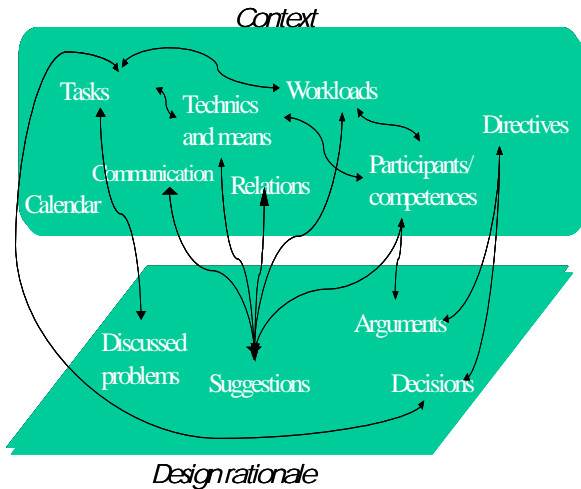 Context
Tasks
Workloads
Technics
and means
Directives
Communication
Participants/
competences
Relations
Calendar
Arguments
Discussed
problems
Suggestions
Decisions
Design rationale